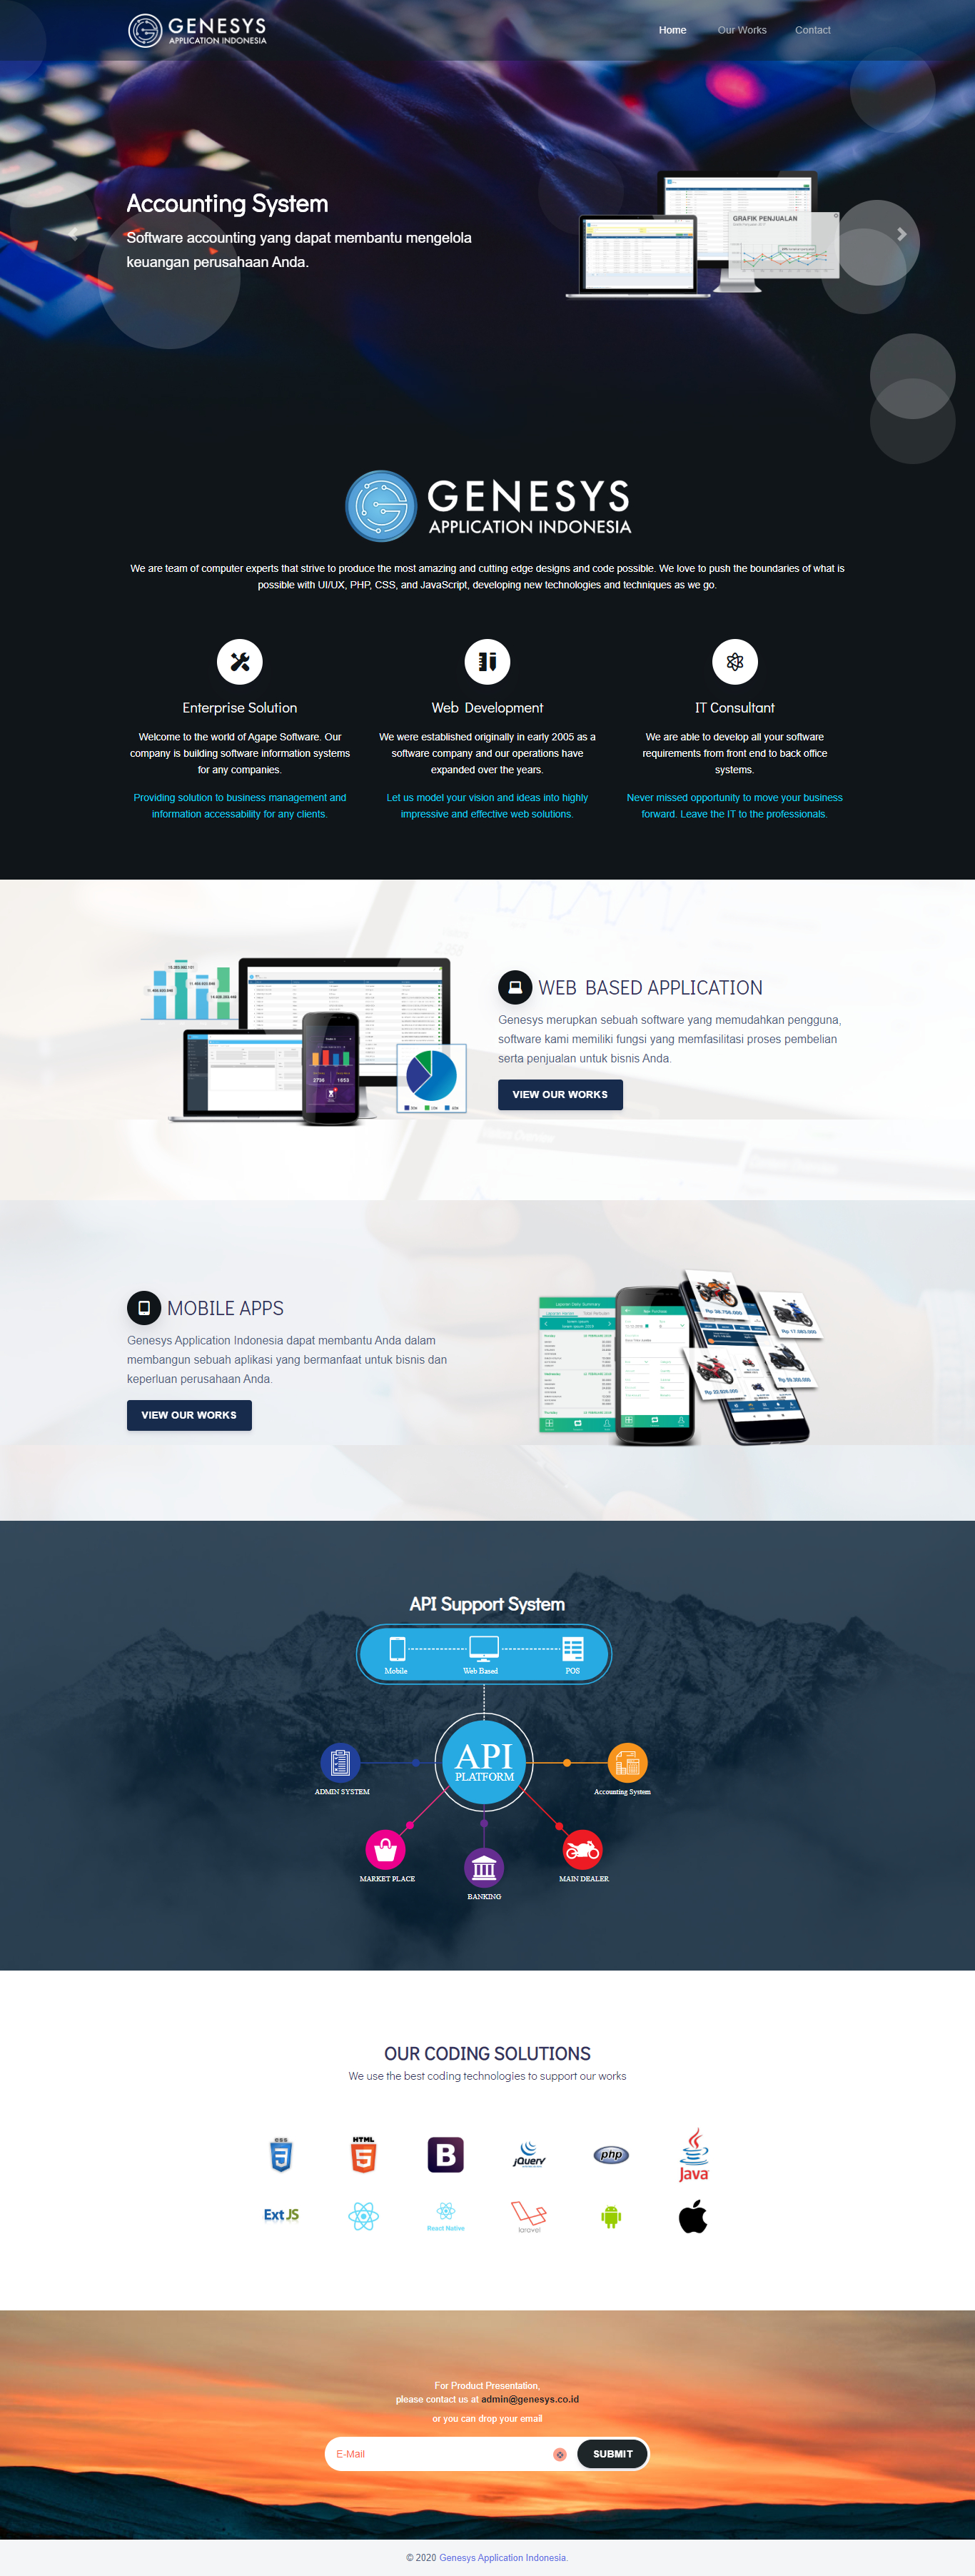 GENESYS
APPLICATION INDONESIA
Home
Our Works
Contact
Accounting System
Software accounting yang dapat membantu mengelola
keuangan perusahaan Anda.
GRAFIK PENJUALAN
GENESYS
APPLICATION INDONESIA
We are team of computer experts that strive to produce the most amazing and cutting edge designs and code possible. We love to push the boundaries of what is
possible with UI/UX, PHP, CSS, and JavaScript, developing new technologies and techniques as we go.
Enterprise Solution
Welcome to the world of Agape Software. Our
company is building software information systems
for any companies.
Providing solution to business management and
information accessability for any clients.
Web Development
We were established originally in early 2005 as a
software company and our operations have
expanded over the years.
Let us model your vision and ideas into highly
impressive and effective web solutions.
IT Consultant
We are able to develop all your software
requirements from front end to back office
systems.
Never missed opportunity to move your business
forward. Leave the IT to the professionals.
2736
1653
WEB BASED APPLICATION
Genesys merupkan sebuah software yang memudahkan pengguna,
software kami memiliki fungsi yang memfasilitasi proses pembelian
serta penjualan untuk bisnis Anda.
VIEW OUR WORKS
MOBILE APPS
Genesys Application Indonesia dapat membantu Anda dalam
membangun sebuah aplikasi yang bermanfaat untuk bisnis dan
keperluan perusahaan Anda.
VIEW OUR WORKS
API Support System
Mobile
Web Based
POS
API
PLATFORM
ADMIN SYSTEM
Accounting System
MARKET PLACE
MAIN DEALER
BANKING
OUR CODING SOLUTIONS
We use the best coding technologies to support our works
CSS
3
HTML
5
B
jQuery
php
Java
Ext JS
React Native
laravel
For Product Presentation,
please contact us at admin@genesys.co.id
or you can drop your email
E-Mail
SUBMIT
© 2020 Genesys Application Indonesia.